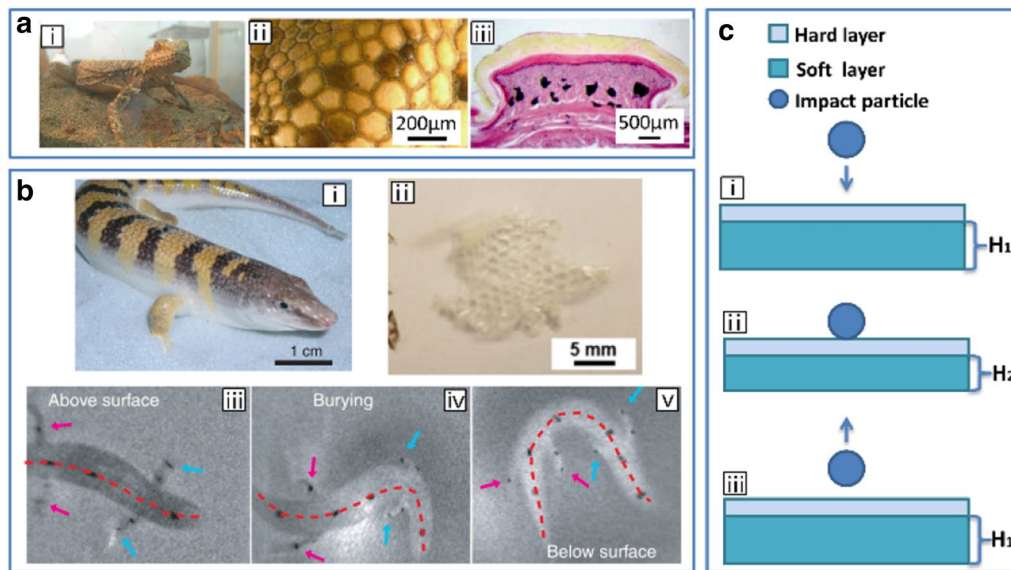 a
i
ii
iii
200μm
500μm
b
i
ii
1 cm
5 mm
Above surface
iii
Burying
iv
v
Below surface
c
Hard layer
Soft layer
Impact particle
i
H1
ii
H2
iii
H1